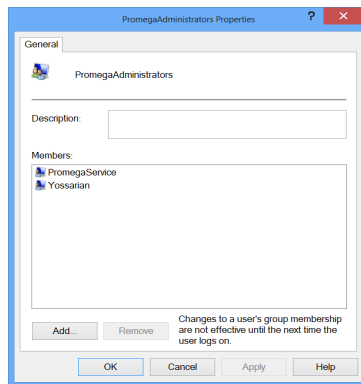 PromegaAdministrators Properties
?
X
General
PromegaAdministrators
Description:
Members:
PromegaService
Yossarian
Add...
Remove
Changes to a user's group membership
are not effective until the next time the
user logs on.
OK
Cancel
Apply
Help